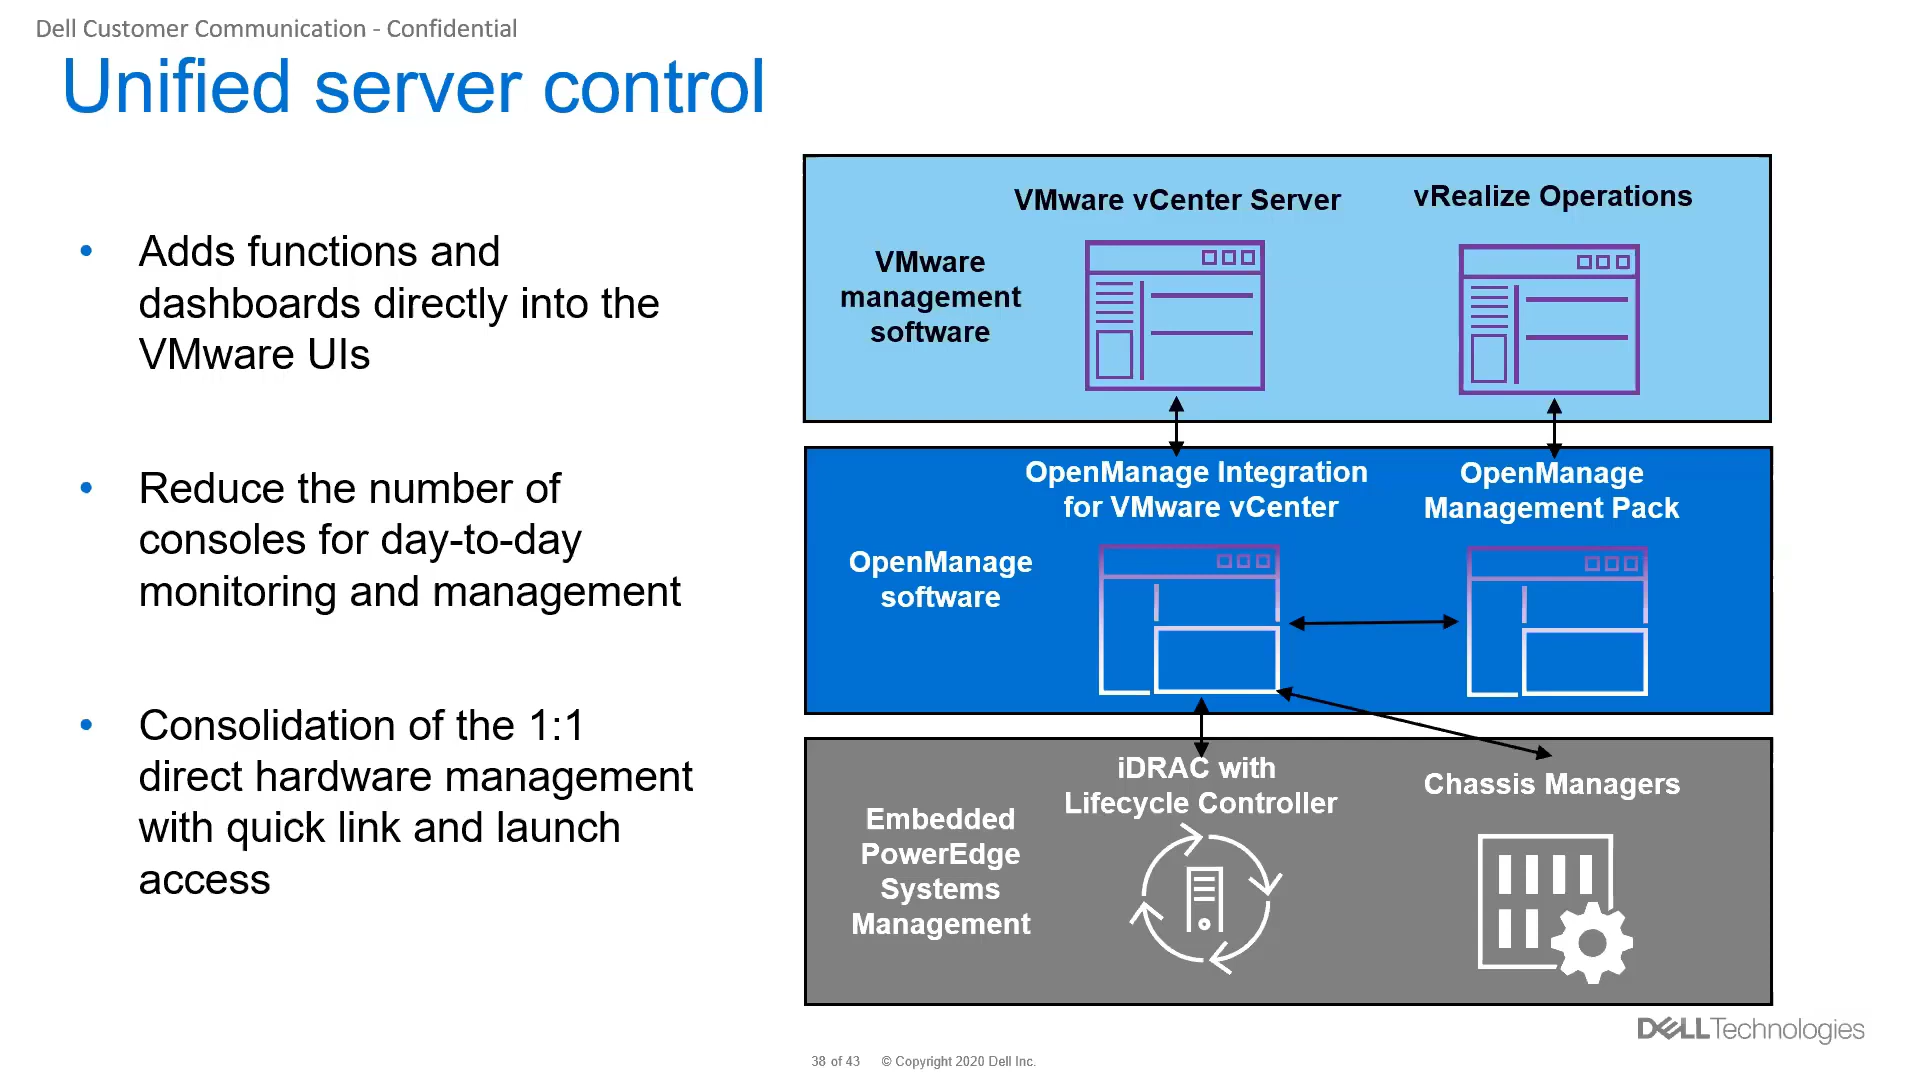 Dell Customer Communication - Confidential
Unified server control
• Adds functions and
dashboards directly into the
VMware UIs
• Reduce the number of
consoles for day-to-day
monitoring and management
• Consolidation of the 1:1
direct hardware management
with quick link and launch
access
VMware vCenter Server
vRealize Operations
VMware
management
software
OpenManage Integration
for VMware vCenter
OpenManage
Management Pack
OpenManage
software
iDRAC with
Lifecycle Controller
Chassis Managers
Embedded
PowerEdge
Systems
Management
DELLTechnologies
38 of 43 © Copyright 2020 Dell Inc.